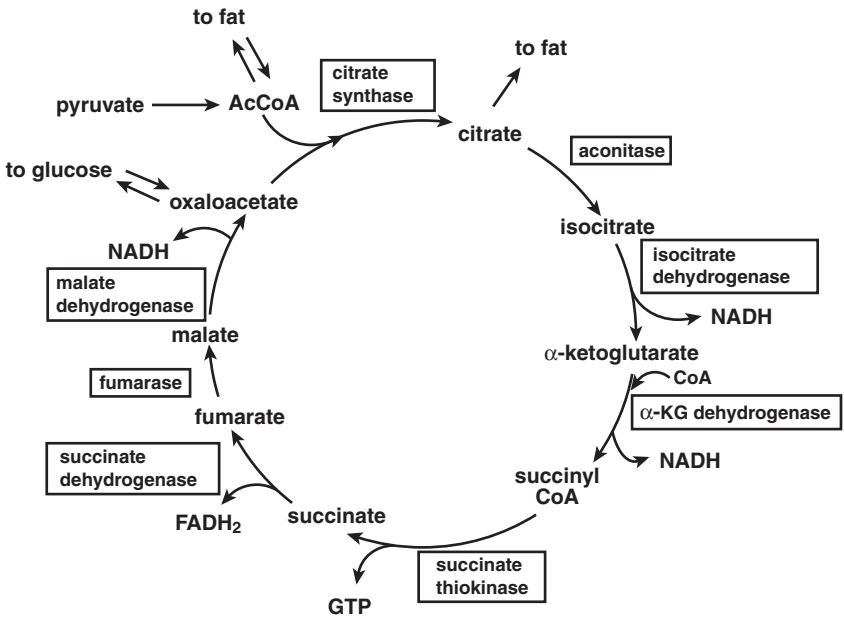 to fat
to fat
citrate
synthase
pyruvate
AcCoA
citrate
aconitase
to glucose
oxaloacetate
isocitrate
NADH
isocitrate
dehydrogenase
malate
dehydrogenase
NADH
malate
α-ketoglutarate
CoA
fumarase
α-KG dehydrogenase
fumarate
succinate
dehydrogenase
NADH
succinyl
CoA
FADH₂
succinate
succinate
thiokinase
GTP